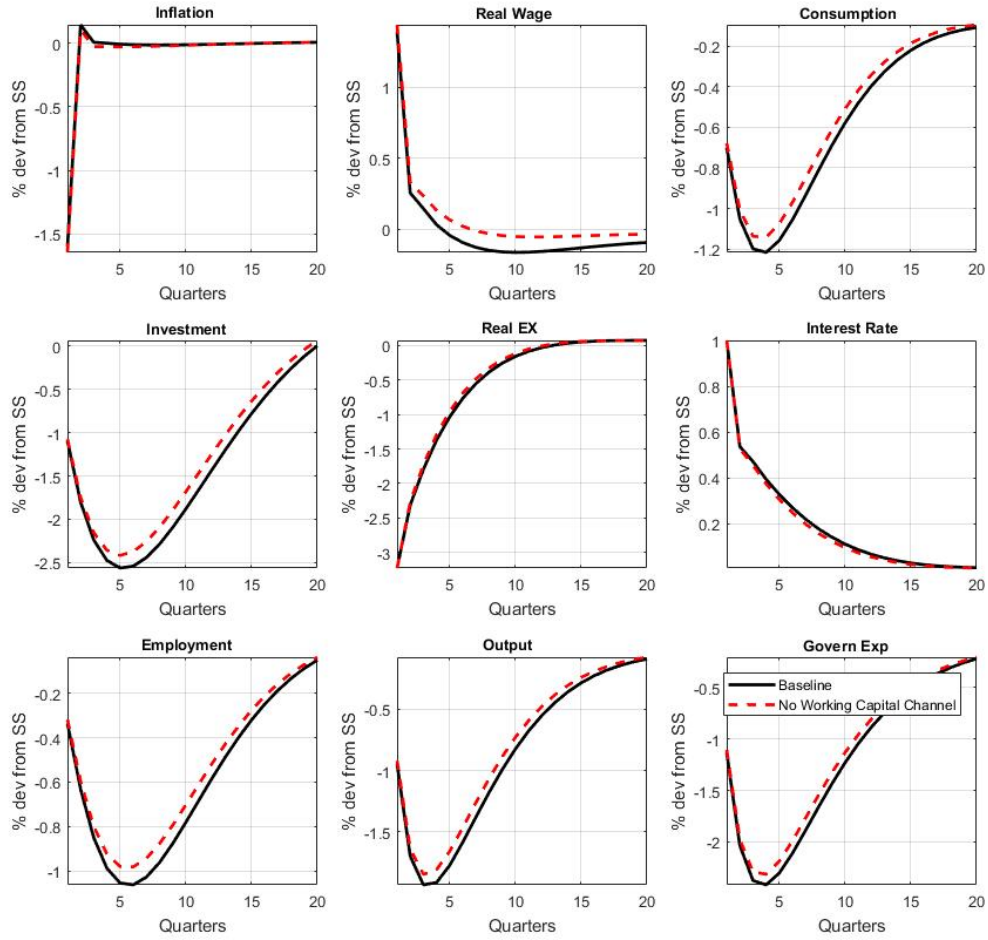 Inflation
Real Wage
Consumption
% dev from SS
0
-0.5
-1
-1.5
5
10
15
20
Quarters
% dev from SS
1
0.5
0
5
10
15
20
Quarters
% dev from SS
-0.2
-0.4
-0.6
-0.8
-1
-1.2
5
10
15
20
Quarters
Investment
Real EX
Interest Rate
% dev from SS
0
-0.5
-1
-1.5
-2
-2.5
5
10
15
20
Quarters
% dev from SS
0
-0.5
-1
-1.5
-2
-2.5
-3
5
10
15
20
Quarters
% dev from SS
1
0.8
0.6
0.4
0.2
5
10
15
20
Quarters
Employment
Output
Govern Exp
% dev from SS
-0.2
-0.4
-0.6
-0.8
-1
5
10
15
20
Quarters
% dev from SS
-0.5
-1
-1.5
5
10
15
20
Quarters
% dev from SS
-0.5
-1
-1.5
-2
5
10
15
20
Quarters
Baseline
No Working Capital Channel